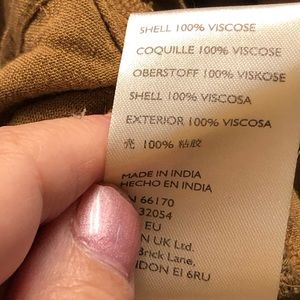 SHELL 100% VISCOSE
COQUILLE 100% VISCOSE
OBERSTOFF 100% VISKOSE
SHELL 100% VISCOSA
EXTERIOR 100% VISCOSA
壳 100% 粘胶
MADE IN INDIA
HECHO EN INDIA
N 66170
32054
EU
N UK Ltd.
Brick Lane,
NDON E1 6RU